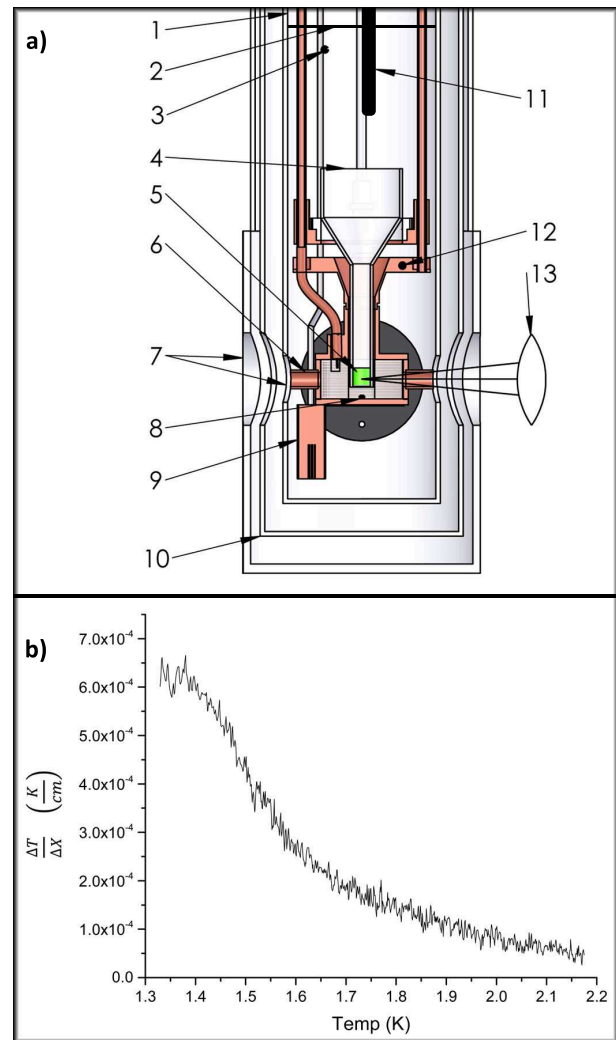 a)
1
2
3
4
5
6
7
8
9
10
11
12
13
b)
7.0x10-4
6.0x10-4
5.0x10-4
4.0x10-4
3.0x10-4
2.0x10-4
1.0x10-4
0.0
ΔT/ΔX (K/cm)
1.3 1.4 1.5 1.6 1.7 1.8 1.9 2.0 2.1 2.2
Temp (K)